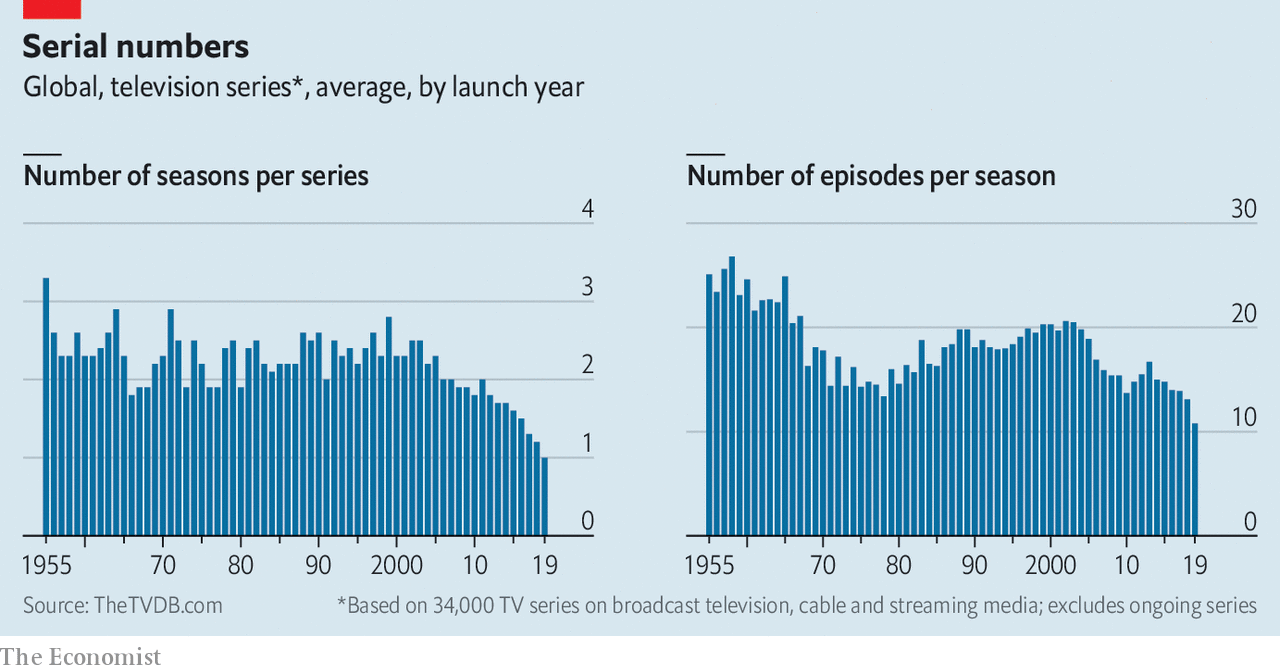 Serial numbers
Global, television series*, average, by launch year
Number of seasons per series
4
3
2
1
0
1955 70 80 90 2000 10 19
Number of episodes per season
30
20
10
0
1955 70 80 90 2000 10 19
Source: TheTVDB.com
*Based on 34,000 TV series on broadcast television, cable and streaming media; excludes ongoing series
The Economist